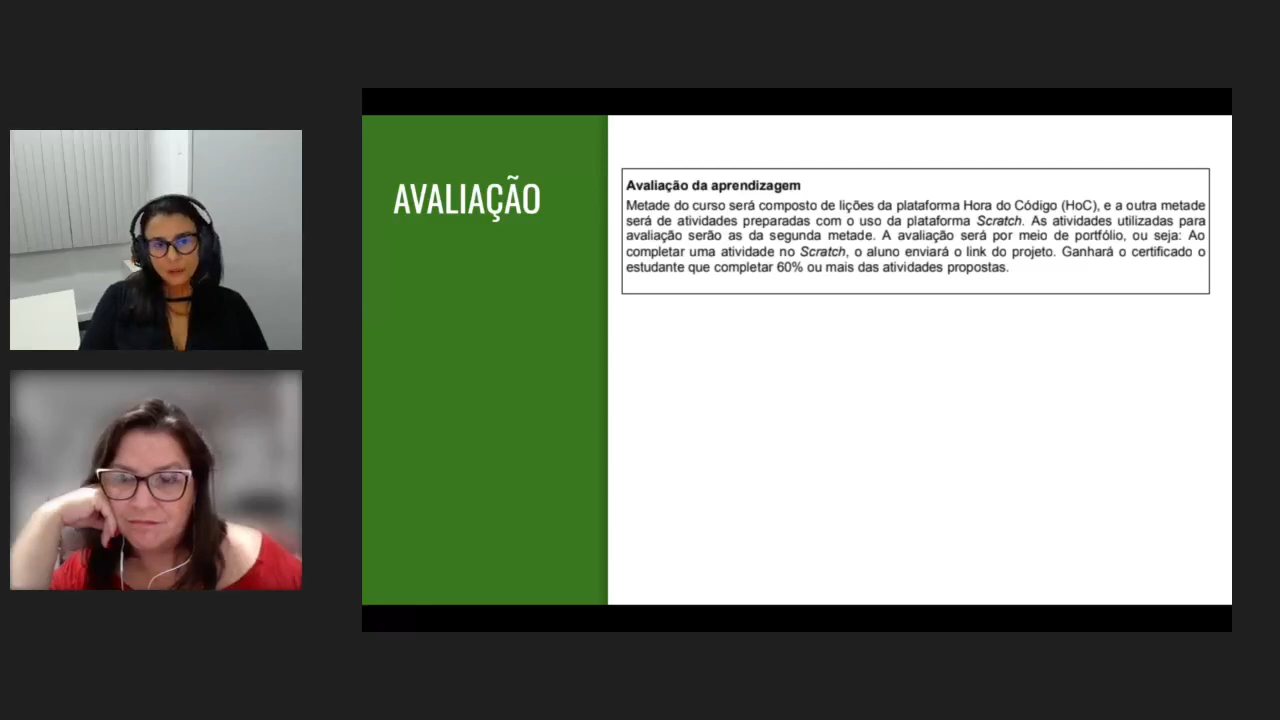 AVALIAÇÃO
Avaliação da aprendizagem
Metade do curso será composto de lições da plataforma Hora do Código (HoC), e a outra metade
será de atividades preparadas com o uso da plataforma Scratch. As atividades utilizadas para
avaliação serão as da segunda metade. A avaliação será por meio de portfólio, ou seja: Ao
completar uma atividade no Scratch, o aluno enviará o link do projeto. Ganhará o certificado o
estudante que completar 60% ou mais das atividades propostas.